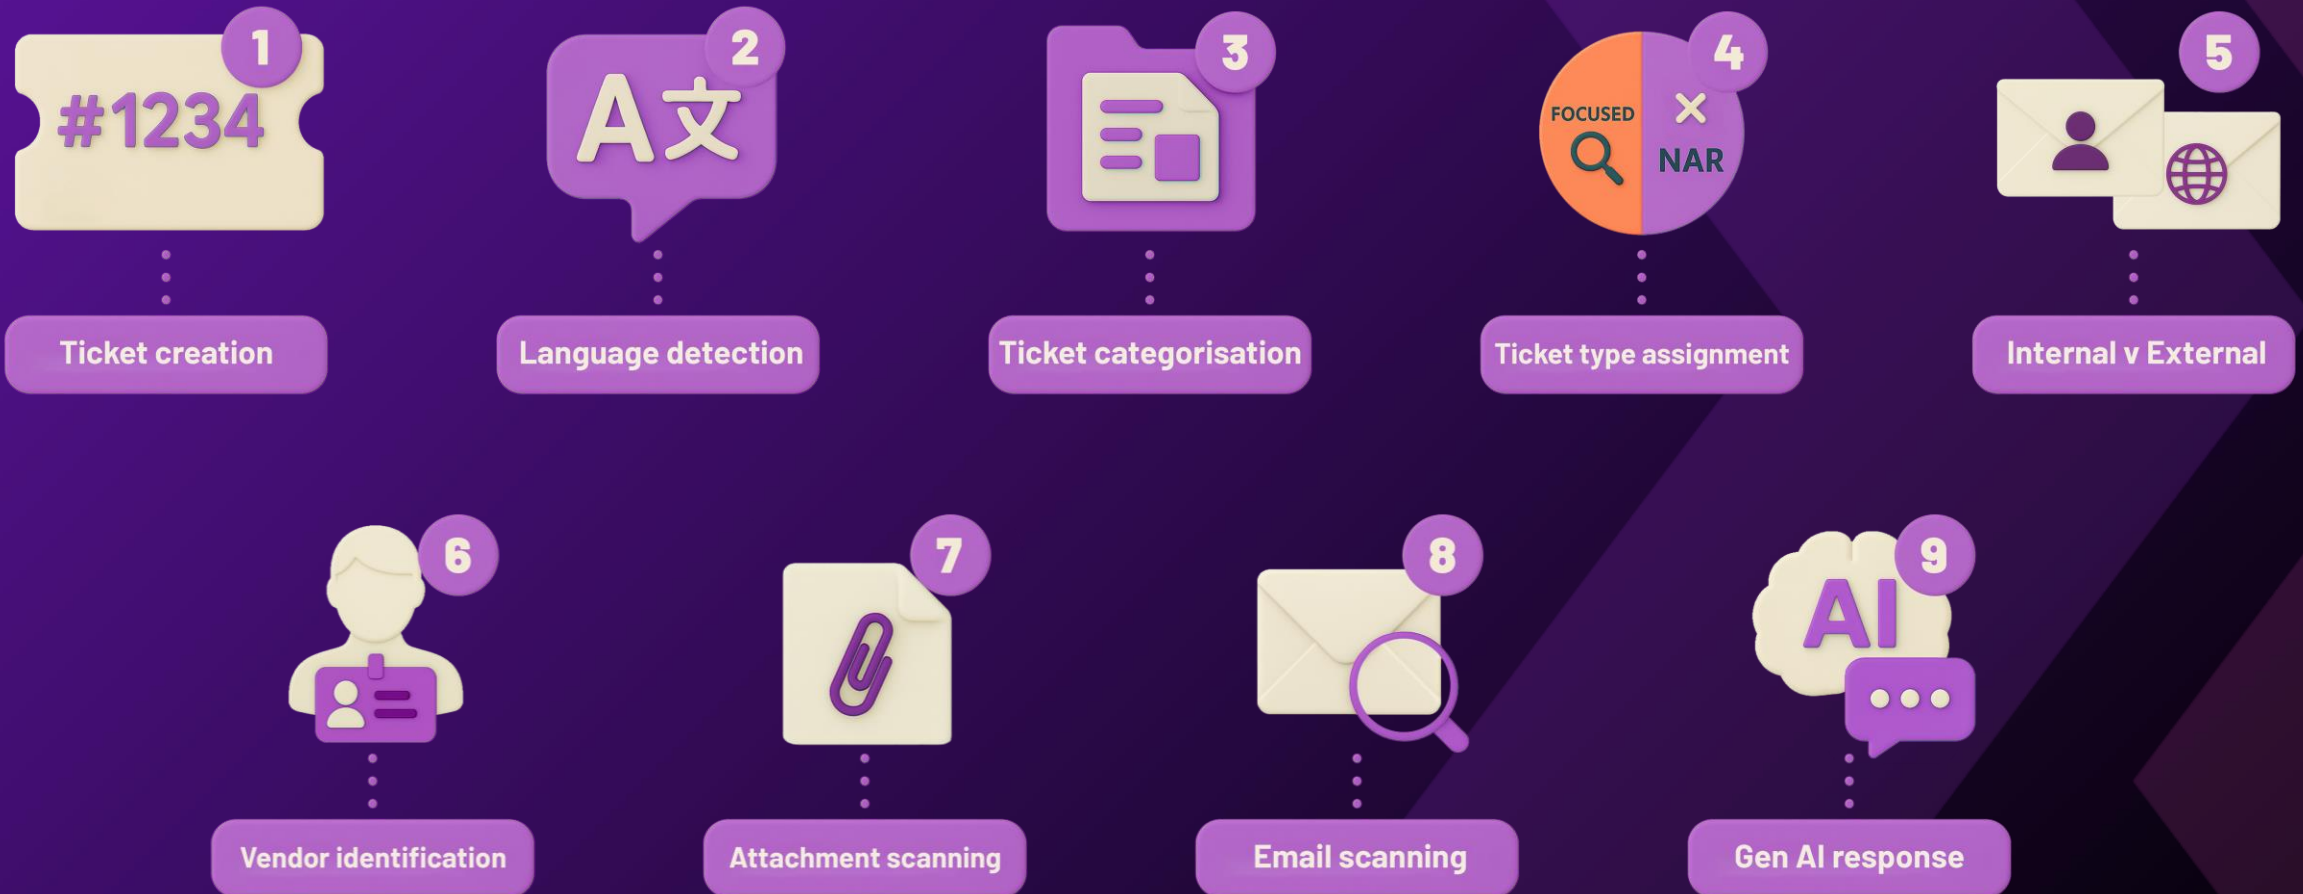 1
#1234
Ticket creation
2
A文
Language detection
3
Ticket categorisation
4
FOCUSED
NAR
Ticket type assignment
5
Internal v External
6
Vendor identification
7
Attachment scanning
8
Email scanning
9
AI
Gen AI response